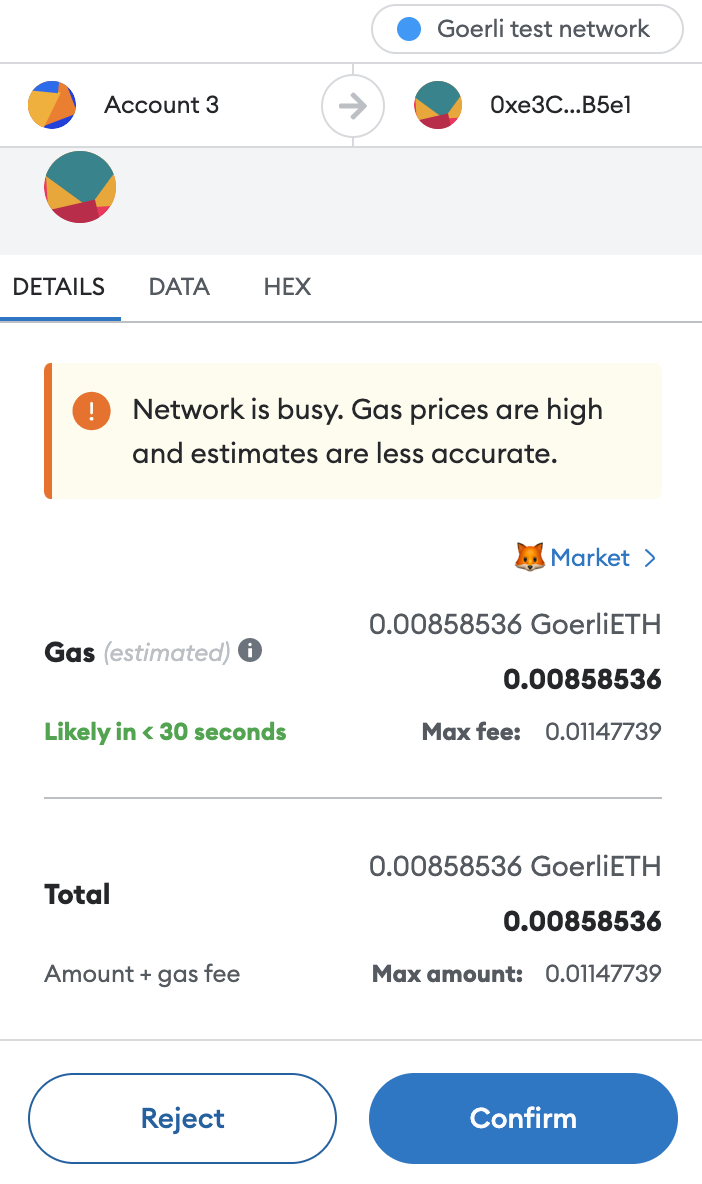 Goerli test network
Account 3
0xe3C...B5e1
DETAILS
DATA
HEX
Network is busy. Gas prices are high
and estimates are less accurate.
Market
0.00858536 GoerliETH
Gas (estimated)
0.00858536
Likely in < 30 seconds
Max fee: 0.01147739
0.00858536 GoerliETH
Total
0.00858536
Amount + gas fee
Max amount: 0.01147739
Reject
Confirm